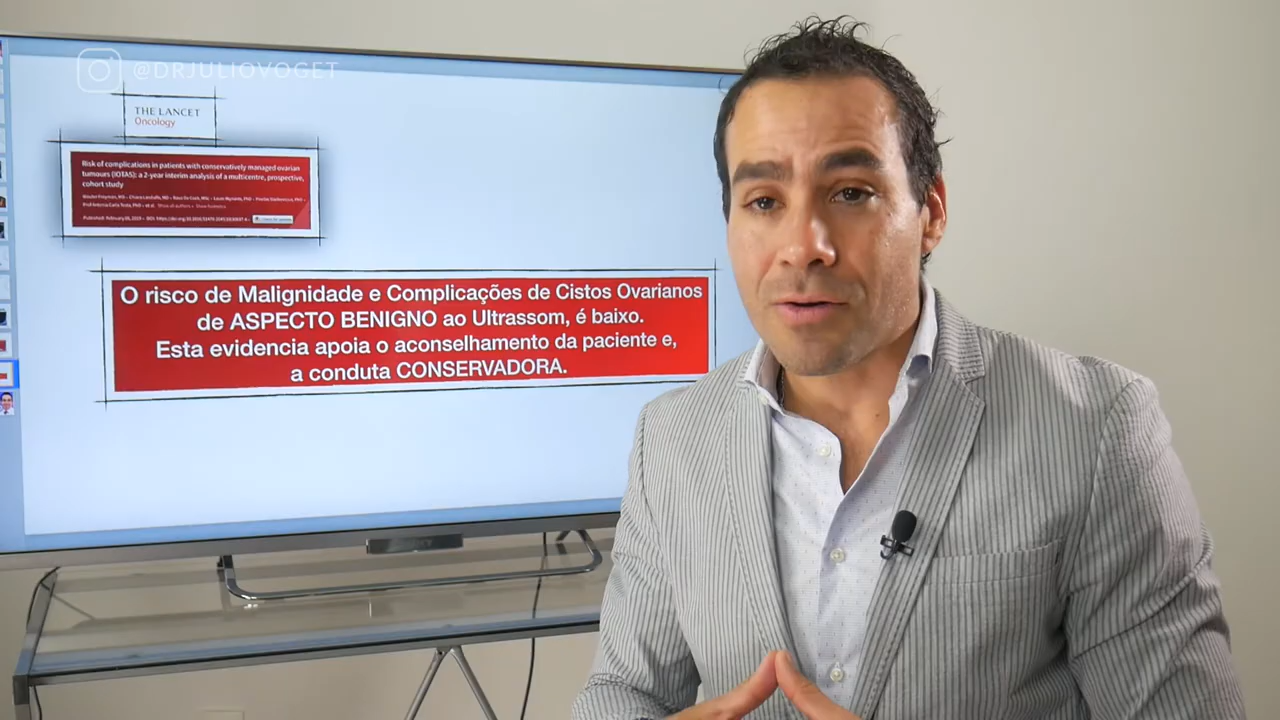 @DRJULIOVOGET
THE LANCET
Oncology
Risk of complications in patients with conservatively managed ovarian
tumours (IOTA5): a 2-year interim analysis of a multicentre, prospective,
cohort study
O risco de Malignidade e Complicações de Cistos Ovarianos
de ASPECTO BENIGNO ao Ultrassom, é baixo.
Esta evidencia apoia o aconselhamento da paciente e,
a conduta CONSERVADORA.